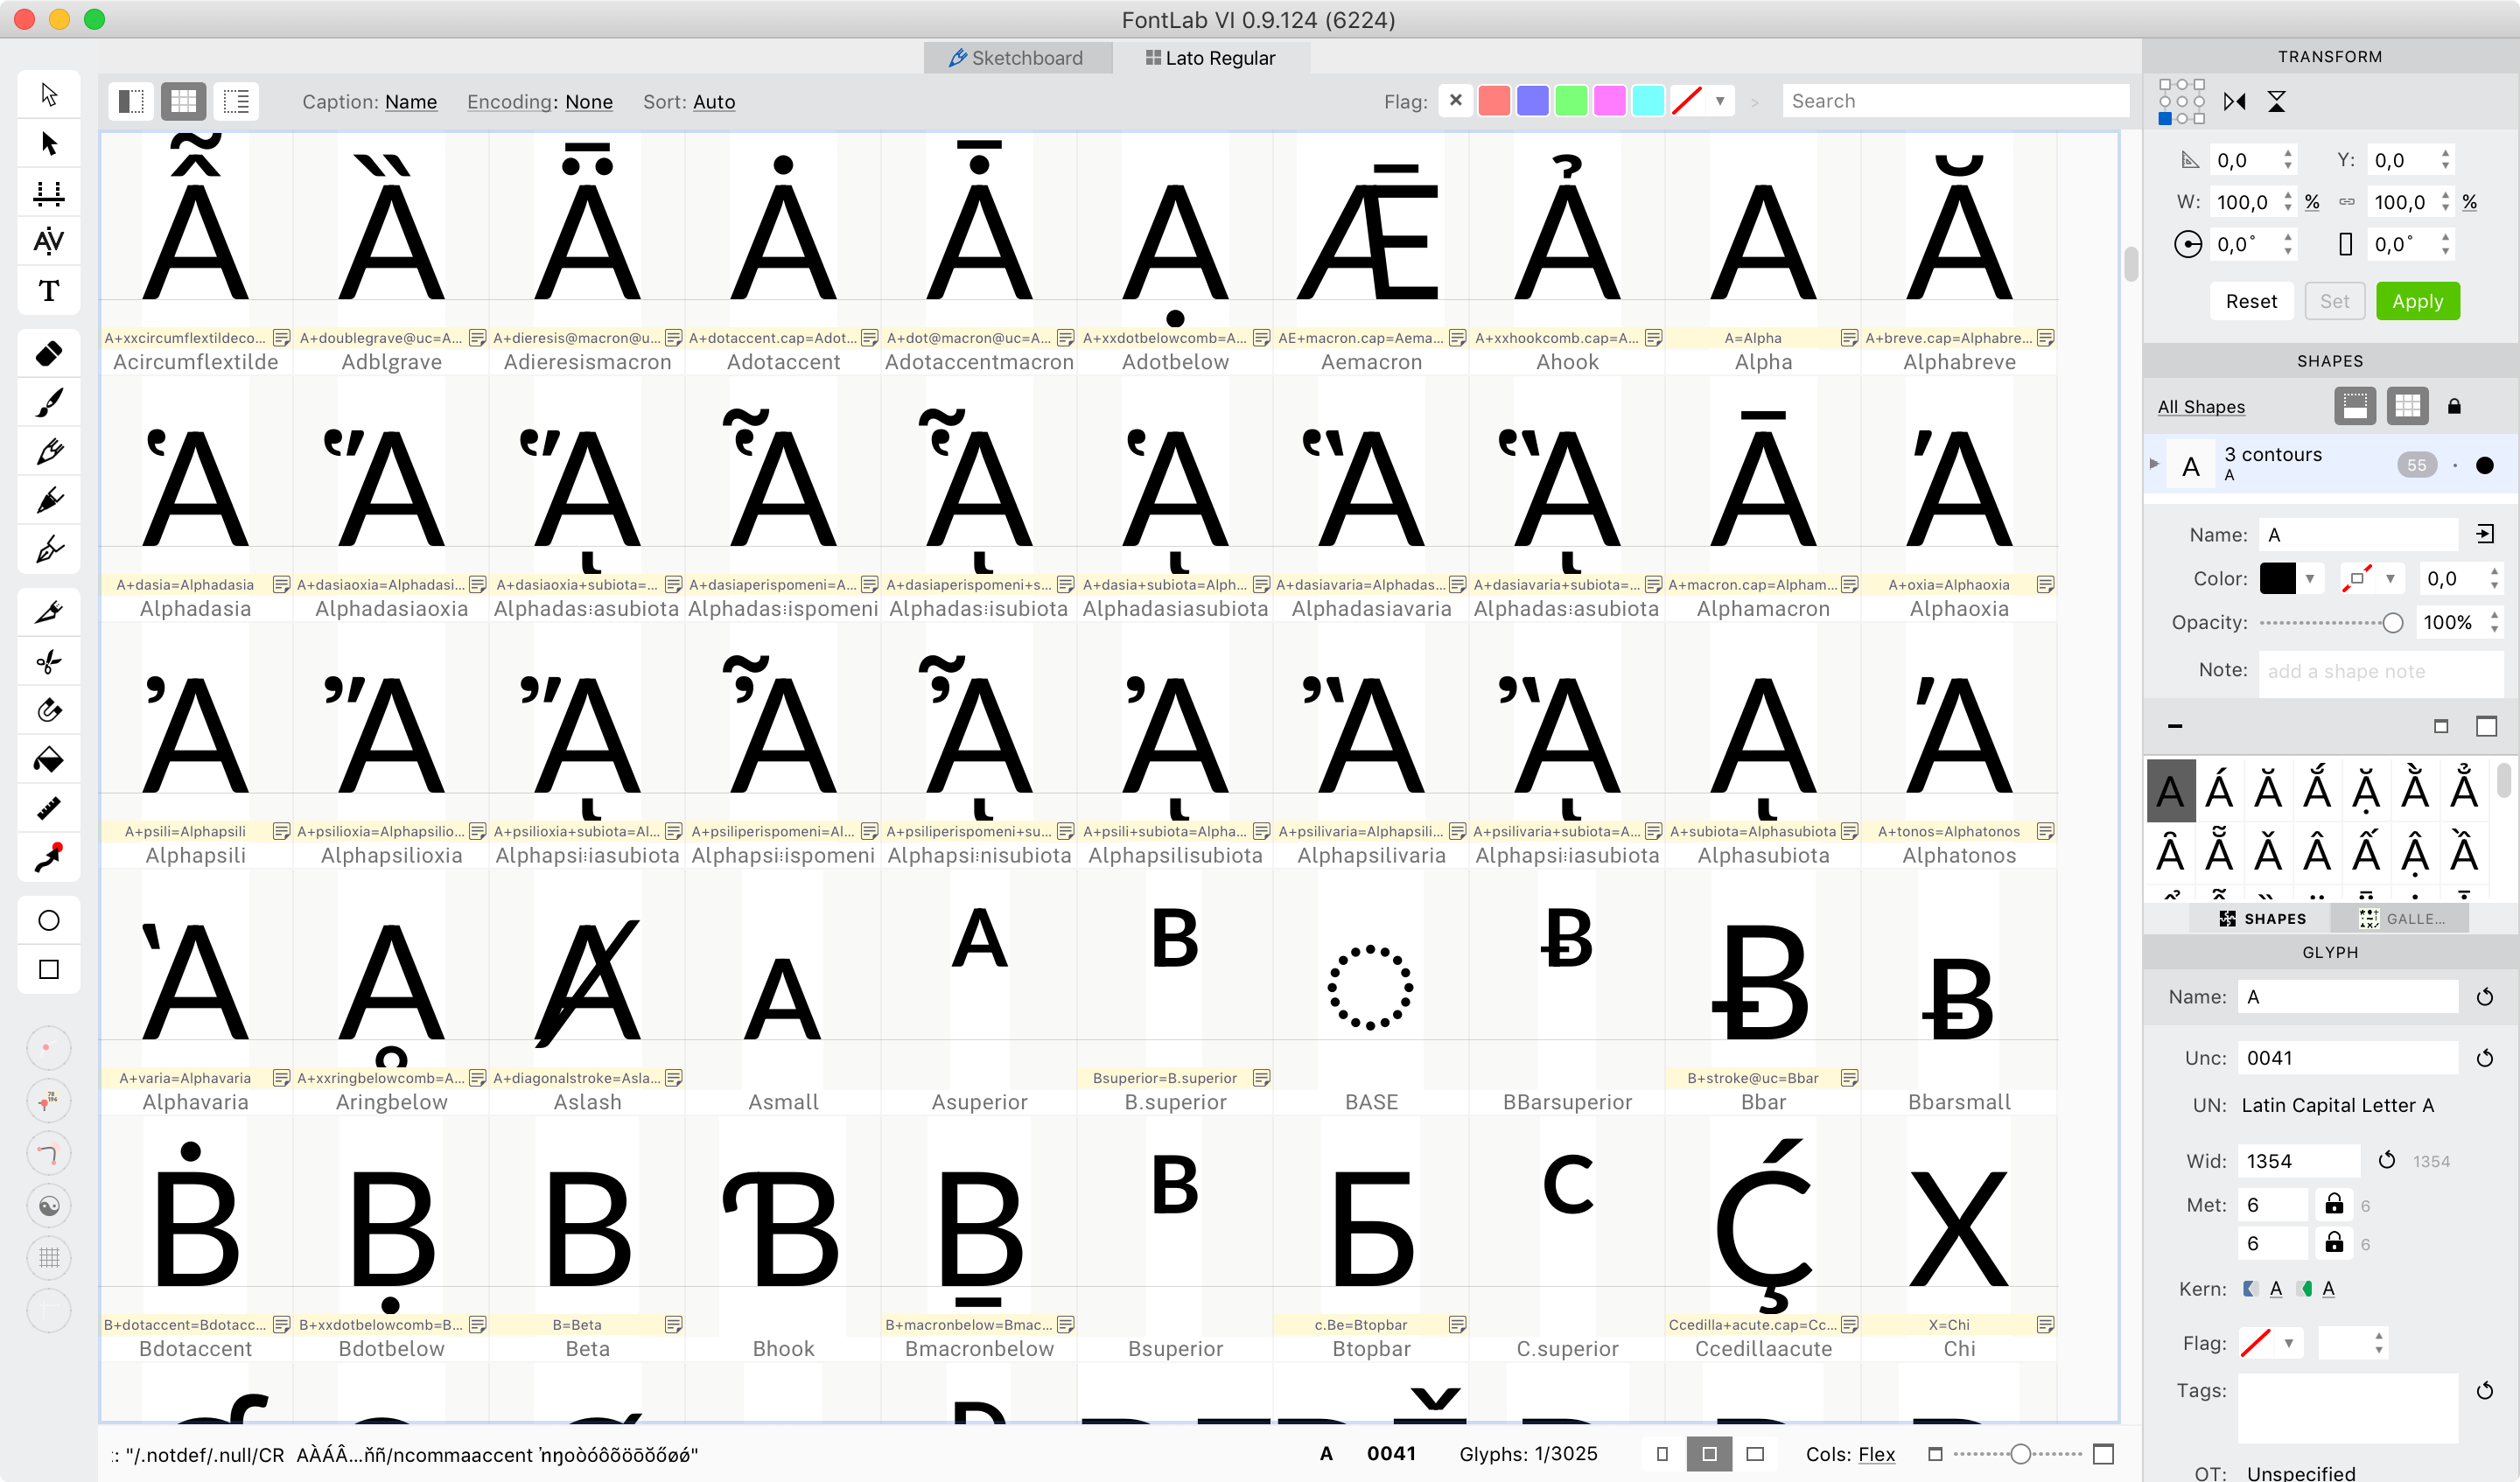 FontLab VI 0.9.124 (6224)
Sketchboard
Lato Regular
Caption: Name Encoding: None Sort: Auto
Flag: Search
A+xxcircumflextildeco... A+doublegrave@uc=A... A+dieresis@macron@u... A+dotaccent.cap=Adot... A+dot@macron@uc=A... A+xxdotbelowcomb=A... AE+macron.cap=Aema... A+xxhookcomb.cap=A... A=Alpha A+breve.cap=Alphabre...
Acircumflextilde Adblgrave Adieresismacron Adotaccent Adotaccentmacron Adotbelow Aemacron Ahook Alpha Alphabreve
A+dasia=Alphadasia A+dasiaoxia=Alphadasi... A+dasiaoxia+subiota=... A+dasiaperispomeni=A... A+dasiaperispomeni+s... A+dasia+subiota=Alph... A+dasiavaria=Alphadas... A+dasiavaria+subiota=... A+macron.cap=Alpham... A+oxia=Alphaoxia
Alphadasia Alphadasiaoxia Alphadas⁝asubiota Alphadas⁝ispomeni Alphadas⁝isubiota Alphadasiasubiota Alphadasiavaria Alphadas⁝asubiota Alphamacron Alphaoxia
A+psili=Alphapsili A+psilioxia=Alphapsilio... A+psilioxia+subiota=Al... A+psiliperispomeni=Al... A+psiliperispomeni+su... A+psili+subiota=Alpha... A+psilivaria=Alphapsili... A+psilivaria+subiota=A... A+subiota=Alphasubiota A+tonos=Alphatonos
Alphapsili Alphapsilioxia Alphapsi⁝iasubiota Alphapsi⁝ispomeni Alphapsi⁝nisubiota Alphapsilisubiota Alphapsilivaria Alphapsi⁝iasubiota Alphasubiota Alphatonos
A+varia=Alphavaria A+xxringbelowcomb=A... A+diagonalstroke=Asla... Bsuperior=B.superior B+stroke@uc=Bbar
Alphavaria Aringbelow Aslash Asmall Asuperior B.superior BASE BBarsuperior Bbar Bbarsmall
B+dotaccent=Bdotacc... B+xxdotbelowcomb=B... B=Beta B+macronbelow=Bmac... c.Be=Btopbar Ccedilla+acute.cap=Cc... X=Chi
Bdotaccent Bdotbelow Beta Bhook Bmacronbelow Bsuperior Btopbar C.superior Ccedillaacute Chi
: "/.notdef/.null/CR AÀÁÂ...ňñ/ncommaaccent ŉŋoòóôõöōŏőøǿ"
A 0041 Glyphs: 1/3025 Cols: Flex
TRANSFORM
0,0 Y: 0,0
W: 100,0 % 100,0 %
0,0° 0,0°
Reset Set Apply
SHAPES
All Shapes
A 3 contours 55
A
Name: A
Color: 0,0
Opacity: 100%
Note: add a shape note
SHAPES GALLE...
GLYPH
Name: A
Unc: 0041
UN: Latin Capital Letter A
Wid: 1354 1354
Met: 6 6
6 6
Kern: A A
Flag:
Tags:
OT: Unspecified